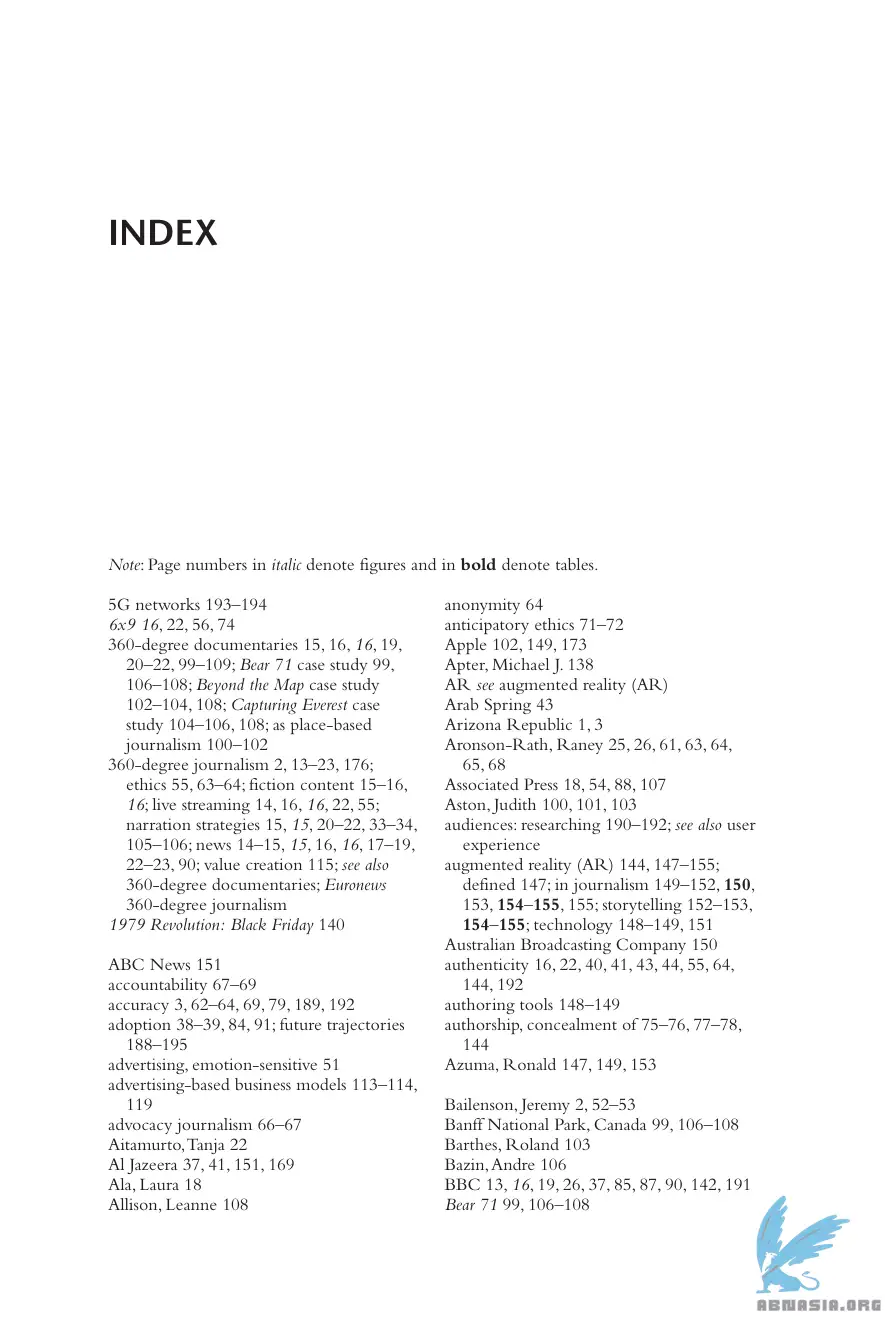 INDEX
Note: Page numbers in italic denote figures and in bold denote tables.
5G networks 193–194
6x9 16, 22, 56, 74
360-degree documentaries 15, 16, 16, 19,
20–22, 99–109; Bear 71 case study 99,
106–108; Beyond the Map case study
102–104, 108; Capturing Everest case
study 104–106, 108; as place-based
journalism 100–102
360-degree journalism 2, 13–23, 176;
ethics 55, 63–64; fiction content 15–16,
16; live streaming 14, 16, 16, 22, 55;
narration strategies 15, 15, 20–22, 33–34,
105–106; news 14–15, 15, 16, 16, 17–19,
22–23, 90; value creation 115; see also
360-degree documentaries; Euronews
360-degree journalism
1979 Revolution: Black Friday 140
ABC News 151
accountability 67–69
accuracy 3, 62–64, 69, 79, 189, 192
adoption 38–39, 84, 91; future trajectories
188–195
advertising, emotion-sensitive 51
advertising-based business models 113–114,
119
advocacy journalism 66–67
Aitamurto, Tanja 22
Al Jazeera 37, 41, 151, 169
Ala, Laura 18
Allison, Leanne 108
anonymity 64
anticipatory ethics 71–72
Apple 102, 149, 173
Apter, Michael J. 138
AR see augmented reality (AR)
Arab Spring 43
Arizona Republic 1, 3
Aronson-Rath, Raney 25, 26, 61, 63, 64,
65, 68
Associated Press 18, 54, 88, 107
Aston, Judith 100, 101, 103
audiences: researching 190–192; see also user
experience
augmented reality (AR) 144, 147–155;
defined 147; in journalism 149–152, 150,
153, 154–155, 155; storytelling 152–153,
154–155; technology 148–149, 151
Australian Broadcasting Company 150
authenticity 16, 22, 40, 41, 43, 44, 55, 64,
144, 192
authoring tools 148–149
authorship, concealment of 75–76, 77–78,
144
Azuma, Ronald 147, 149, 153
Bailenson, Jeremy 2, 52–53
Banff National Park, Canada 99, 106–108
Barthes, Roland 103
Bazin, Andre 106
BBC 13, 16, 19, 26, 37, 85, 87, 90, 142, 191
Bear 71 99, 106–108
ABNASIA.ORG